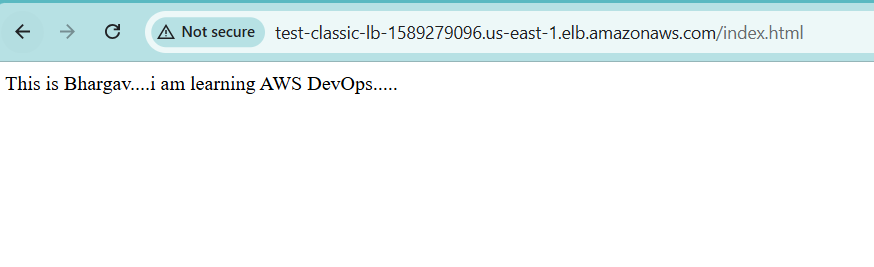 Not secure test-classic-lb-1589279096.us-east-1.elb.amazonaws.com/index.html
This is Bhargav....i am learning AWS DevOps.....